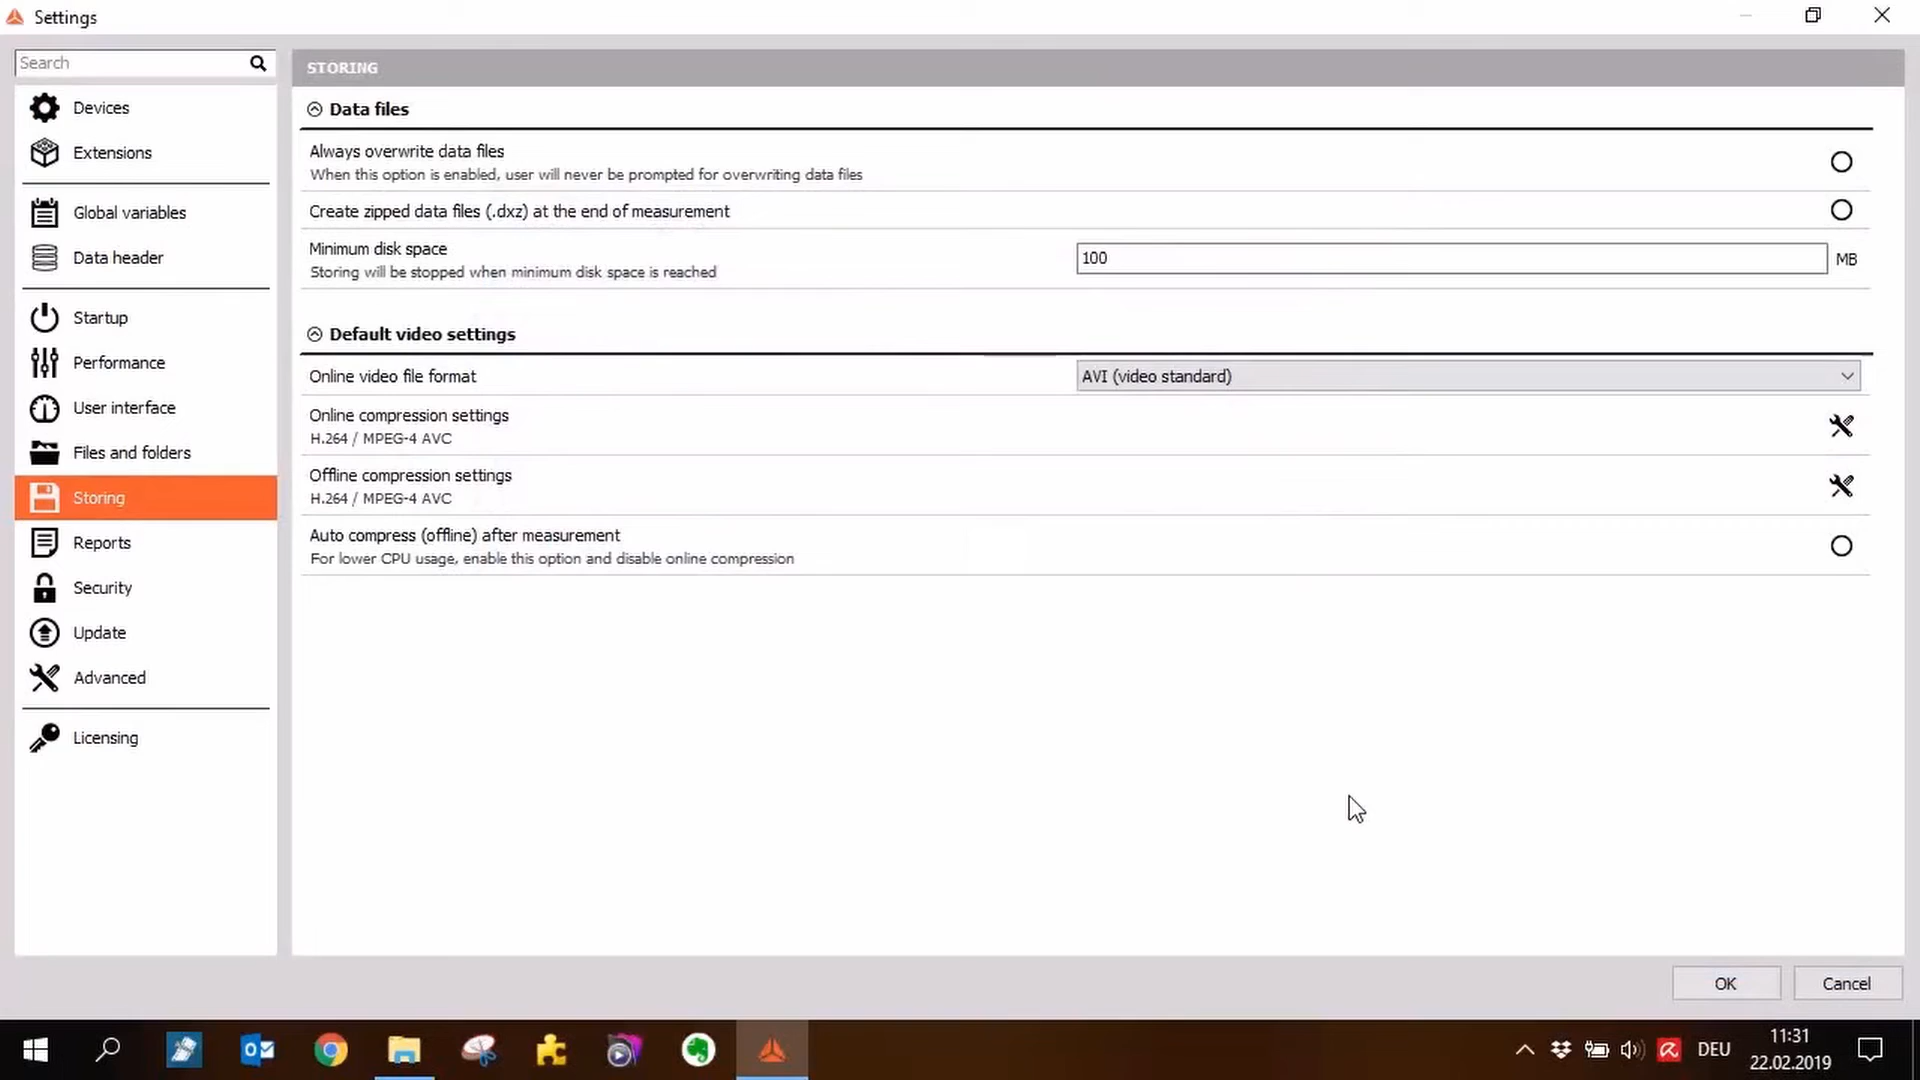 Settings
Search
Devices
Extensions
Global variables
Data header
Startup
Performance
User interface
Files and folders
Storing
Reports
Security
Update
Advanced
Licensing
STORING
Data files
Always overwrite data files
When this option is enabled, user will never be prompted for overwriting data files
Create zipped data files (.dxz) at the end of measurement
Minimum disk space
Storing will be stopped when minimum disk space is reached
100 MB
Default video settings
Online video file format
AVI (video standard)
Online compression settings
H.264 / MPEG-4 AVC
Offline compression settings
H.264 / MPEG-4 AVC
Auto compress (offline) after measurement
For lower CPU usage, enable this option and disable online compression
OK
Cancel
DEU
11:31
22.02.2019